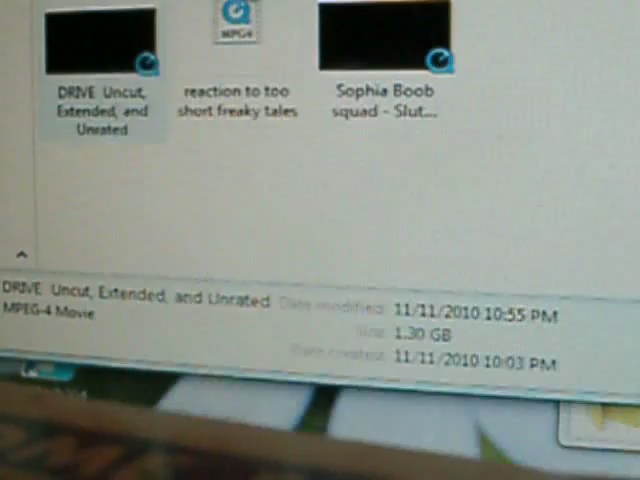 MPG4
DRIVE Uncut, Extended, and Unrated
reaction to too short freaky tales
Sophia Boob squad - Slut...
DRIVE Uncut, Extended, and Unrated Date modified: 11/11/2010 10:55 PM
MPEG-4 Movie Size: 1.30 GB
Date created: 11/11/2010 10:03 PM